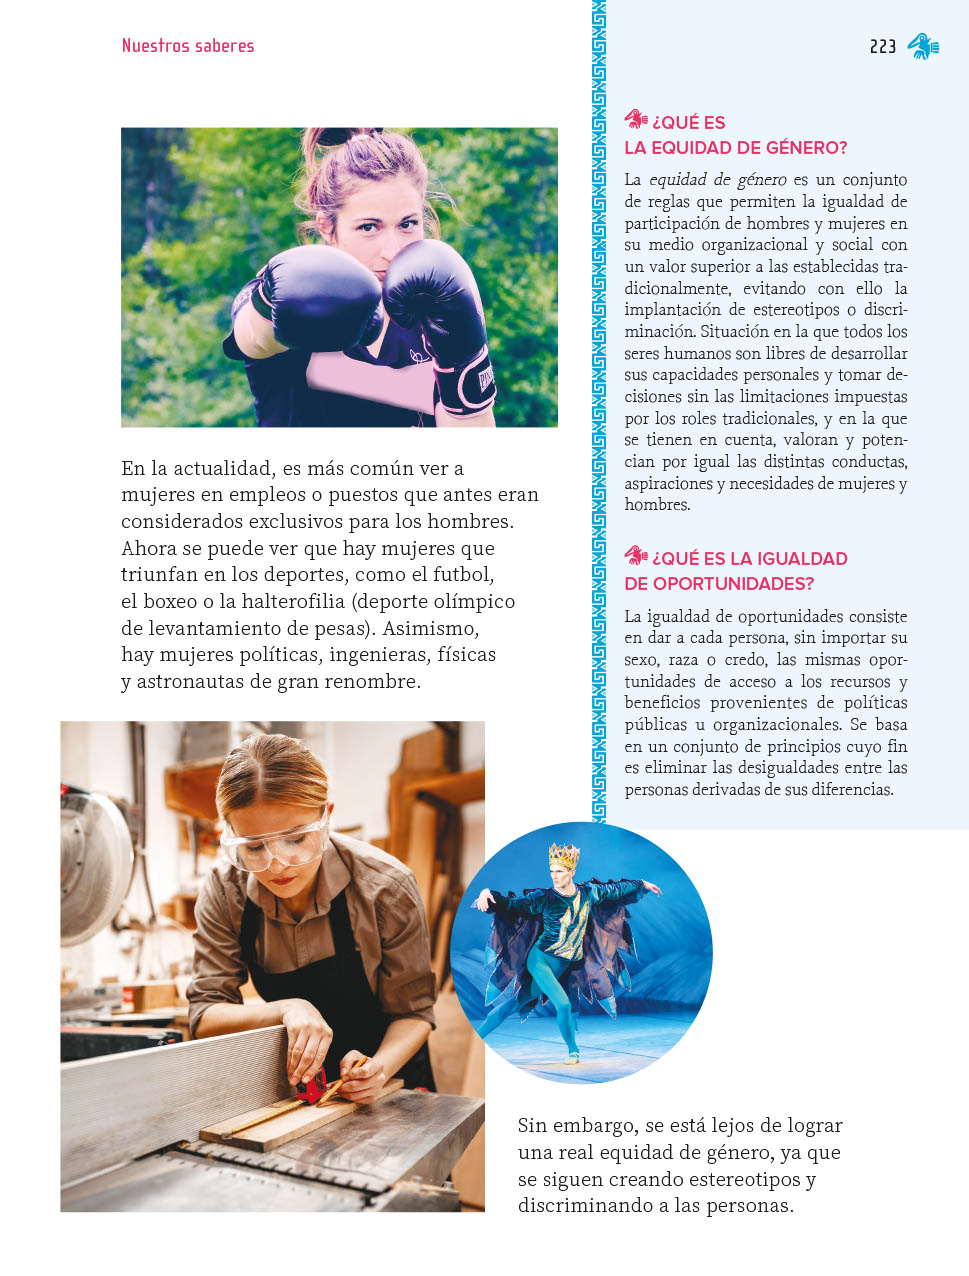 Nuestros saberes
223
En la actualidad, es más común ver a
mujeres en empleos o puestos que antes eran
considerados exclusivos para los hombres.
Ahora se puede ver que hay mujeres que
triunfan en los deportes, como el futbol,
el boxeo o la halterofilia (deporte olímpico
de levantamiento de pesas). Asimismo,
hay mujeres políticas, ingenieras, físicas
y astronautas de gran renombre.
¿QUÉ ES
LA EQUIDAD DE GÉNERO?
La equidad de género es un conjunto
de reglas que permiten la igualdad de
participación de hombres y mujeres en
su medio organizacional y social con
un valor superior a las establecidas tra-
dicionalmente, evitando con ello la
implantación de estereotipos o discri-
minación. Situación en la que todos los
seres humanos son libres de desarrollar
sus capacidades personales y tomar de-
cisiones sin las limitaciones impuestas
por los roles tradicionales, y en la que
se tienen en cuenta, valoran y poten-
cian por igual las distintas conductas,
aspiraciones y necesidades de mujeres y
hombres.
¿QUÉ ES LA IGUALDAD
DE OPORTUNIDADES?
La igualdad de oportunidades consiste
en dar a cada persona, sin importar su
sexo, raza o credo, las mismas opor-
tunidades de acceso a los recursos y
beneficios provenientes de políticas
públicas u organizacionales. Se basa
en un conjunto de principios cuyo fin
es eliminar las desigualdades entre las
personas derivadas de sus diferencias.
Sin embargo, se está lejos de lograr
una real equidad de género, ya que
se siguen creando estereotipos y
discriminando a las personas.